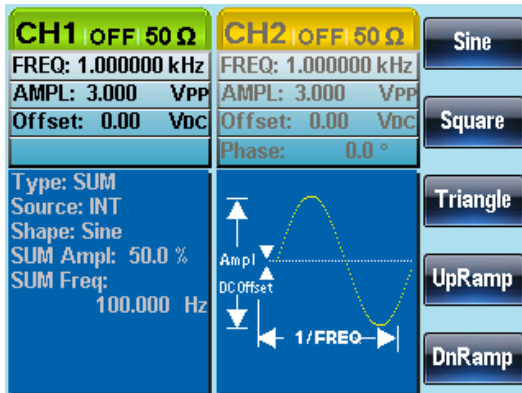 CH1 OFF 50 Ω
FREQ: 1.000000 kHz
AMPL: 3.000 VPP
Offset: 0.00 VDC
CH2 OFF 50 Ω
FREQ: 1.000000 kHz
AMPL: 3.000 VPP
Offset: 0.00 VDC
Phase: 0.0 °
Type: SUM
Source: INT
Shape: Sine
SUM Ampl: 50.0 %
SUM Freq:
100.000 Hz
Ampl
DC Offset
1/FREQ
Sine
Square
Triangle
UpRamp
DnRamp